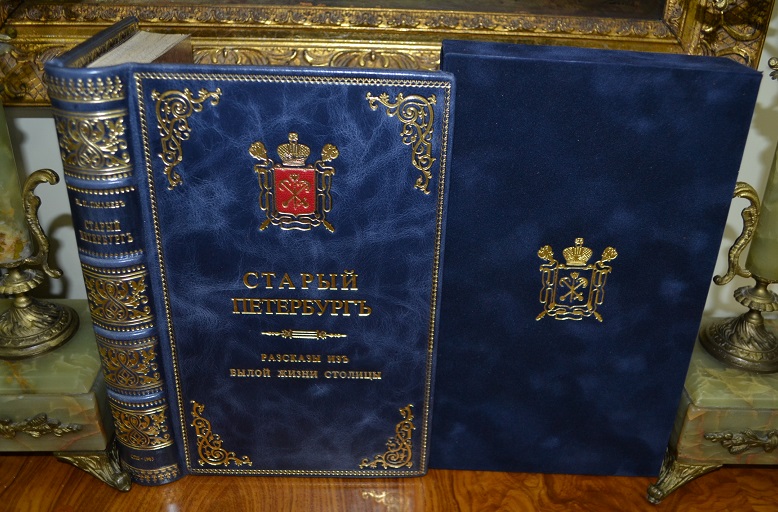 СТАРЫЙ
ПЕТЕРБУРГЪ
РАЗСКАЗЫ ИЗЪ
БЫЛОЙ ЖИЗНИ СТОЛИЦЫ
СТАРЫЙ
ПЕТЕРБУРГЪ